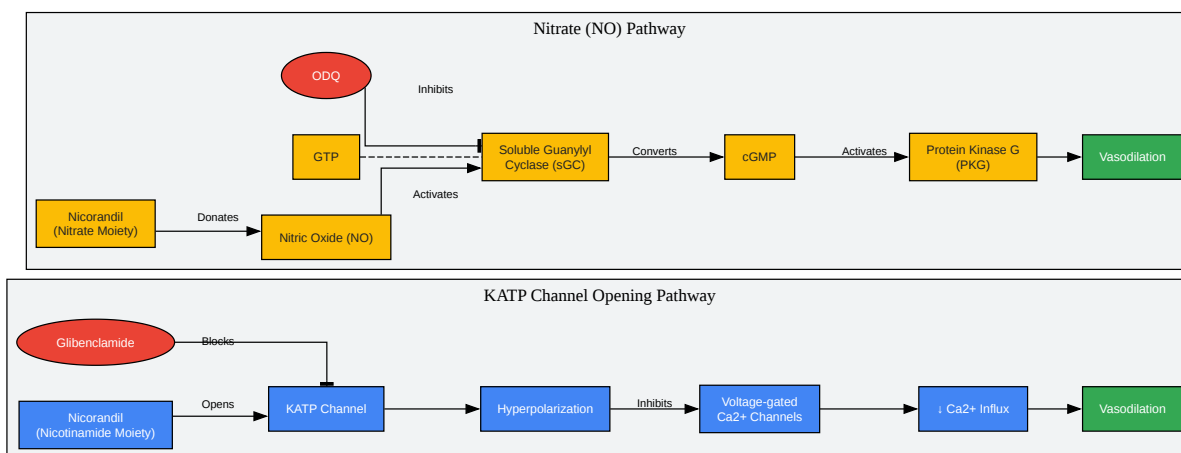 Nitrate (NO) Pathway
ODQ
Inhibits
GTP
Soluble Guanylyl
Cyclase (sGC)
Converts
cGMP
Activates
Protein Kinase G
(PKG)
Vasodilation
Activates
Nicorandil
(Nitrate Moiety)
Donates
Nitric Oxide (NO)
KATP Channel Opening Pathway
Glibenclamide
Blocks
Nicorandil
(Nicotinamide Moiety)
Opens
KATP Channel
Hyperpolarization
Inhibits
Voltage-gated
Ca2+ Channels
↓ Ca2+ Influx
Vasodilation